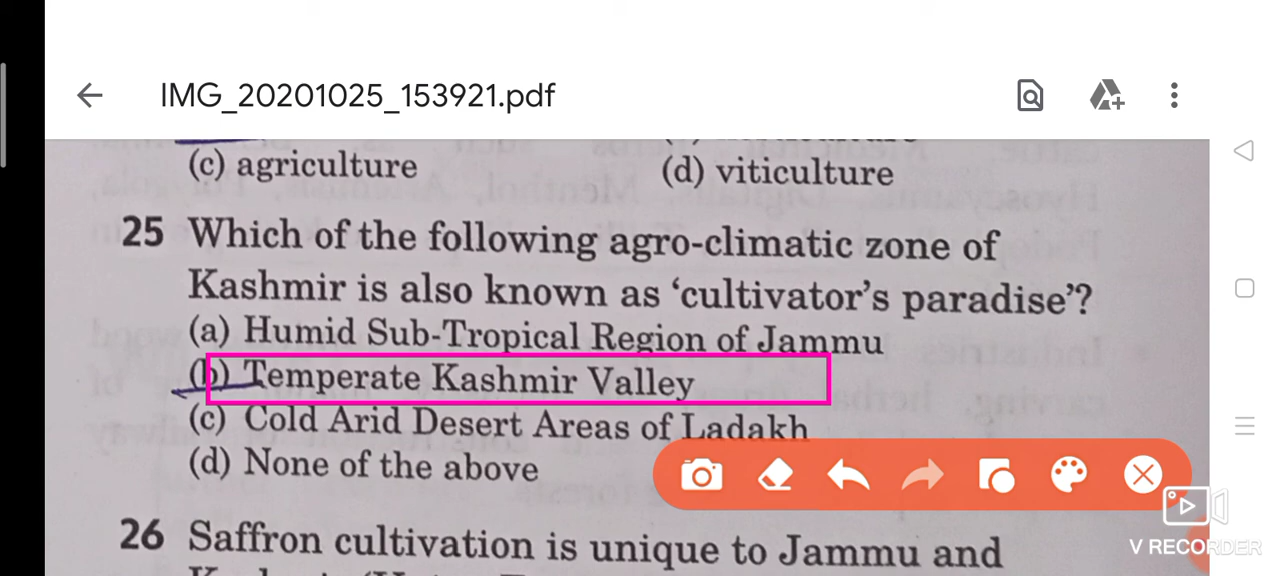 IMG_20201025_153921.pdf
(c) agriculture (d) viticulture
25 Which of the following agro-climatic zone of
Kashmir is also known as ‘cultivator’s paradise’?
(a) Humid Sub-Tropical Region of Jammu
(b) Temperate Kashmir Valley
(c) Cold Arid Desert Areas of Ladakh
(d) None of the above
26 Saffron cultivation is unique to Jammu and
V RECORDER